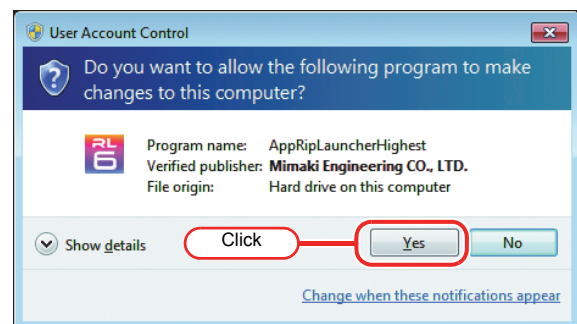 User Account Control
Do you want to allow the following program to make
changes to this computer?
RL
6
Program name: AppRipLauncherHighest
Verified publisher: Mimaki Engineering CO., LTD.
File origin: Hard drive on this computer
Show details
Click
Yes
No
Change when these notifications appear